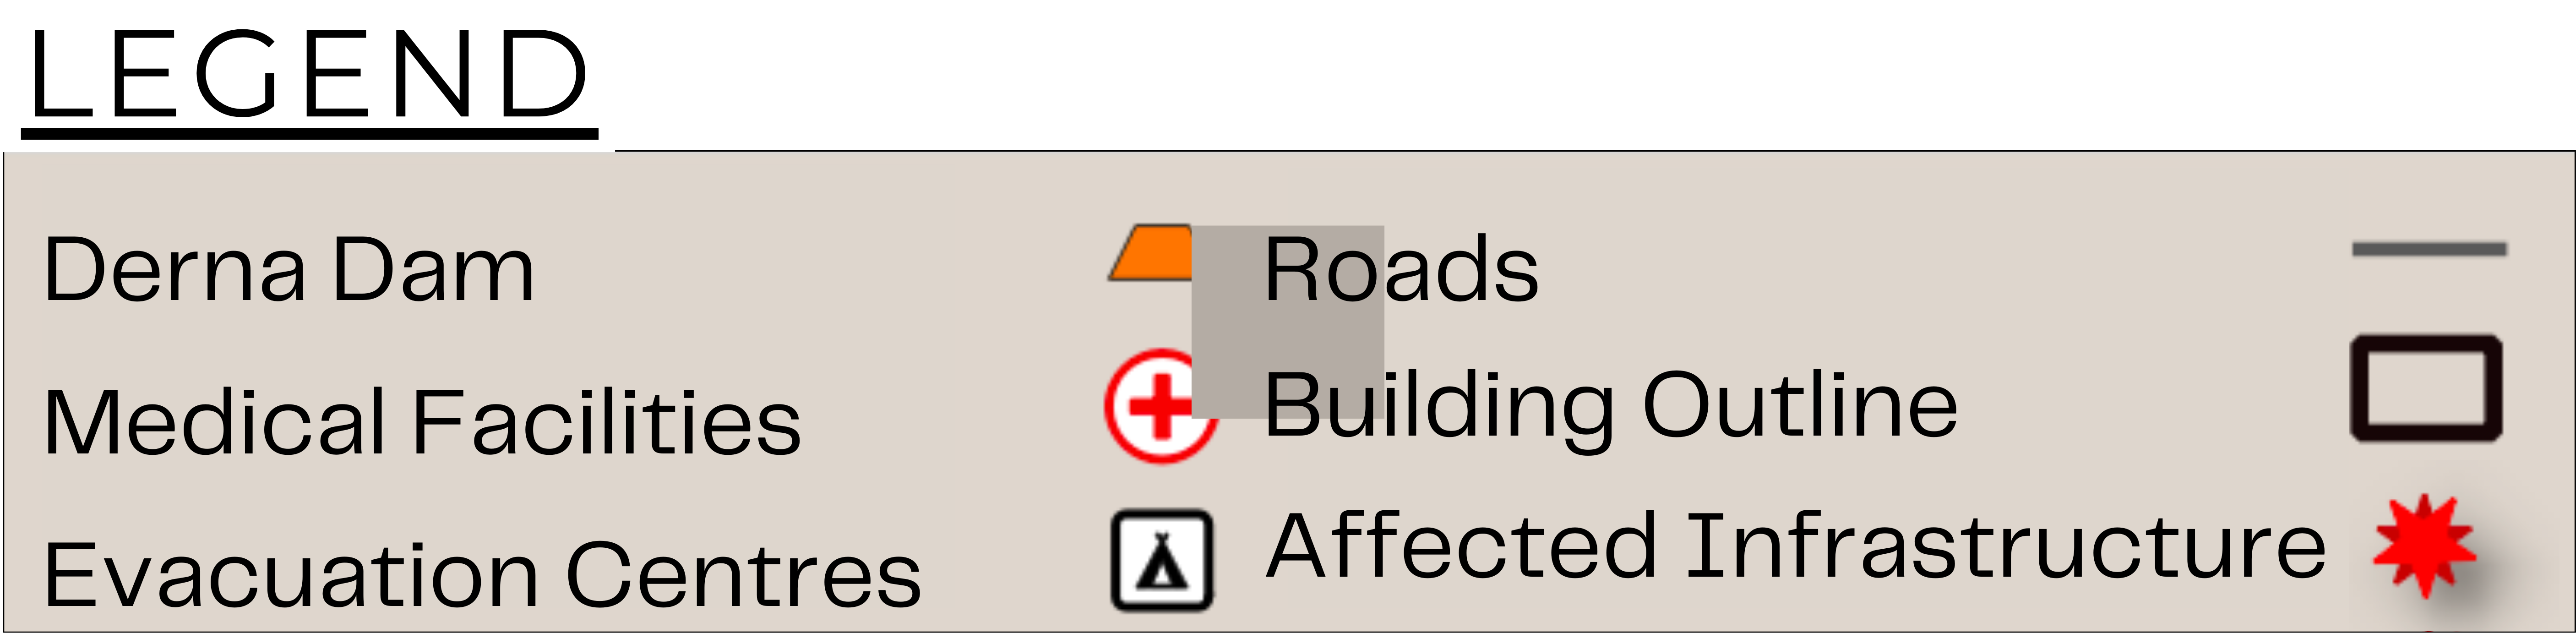 LEGEND
Derna Dam
Medical Facilities
Evacuation Centres
Roads
Building Outline
Affected Infrastructure